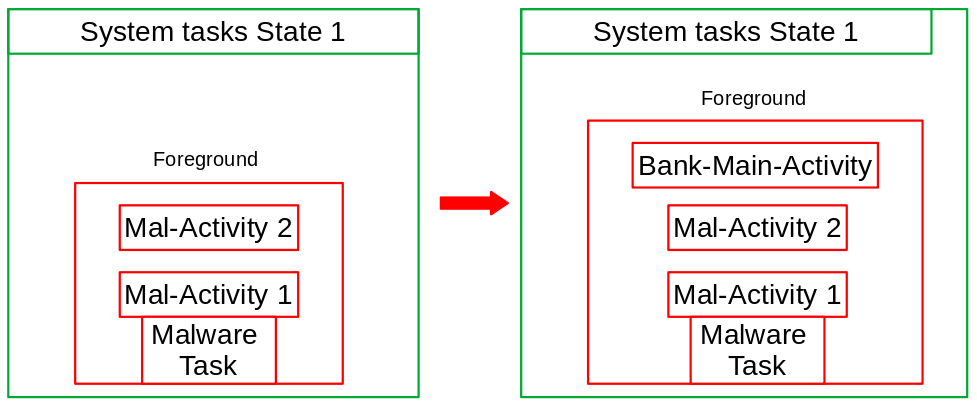 System tasks State 1
Foreground
Mal-Activity 2
Mal-Activity 1
Malware
Task
System tasks State 1
Foreground
Bank-Main-Activity
Mal-Activity 2
Mal-Activity 1
Malware
Task